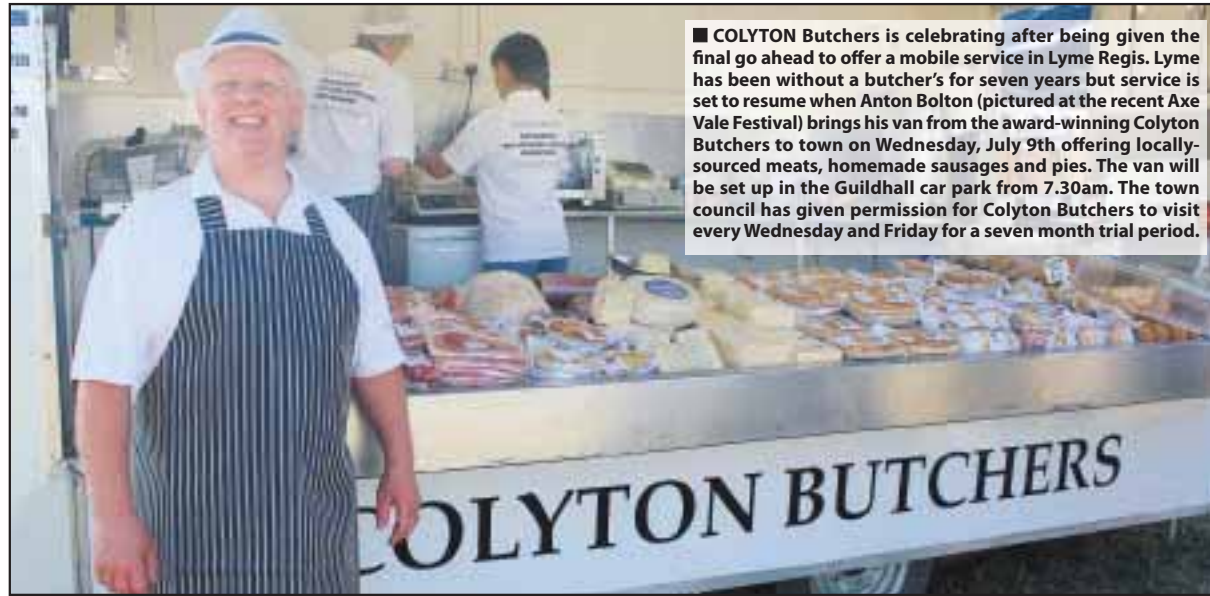 ■ COLYTON Butchers is celebrating after being given the
final go ahead to offer a mobile service in Lyme Regis. Lyme
has been without a butcher's for seven years but service is
set to resume when Anton Bolton (pictured at the recent Axe
Vale Festival) brings his van from the award-winning Colyton
Butchers to town on Wednesday, July 9th offering locally-
sourced meats, homemade sausages and pies. The van will
be set up in the Guildhall car park from 7.30am. The town
council has given permission for Colyton Butchers to visit
every Wednesday and Friday for a seven month trial period.
COLYTON BUTCHERS